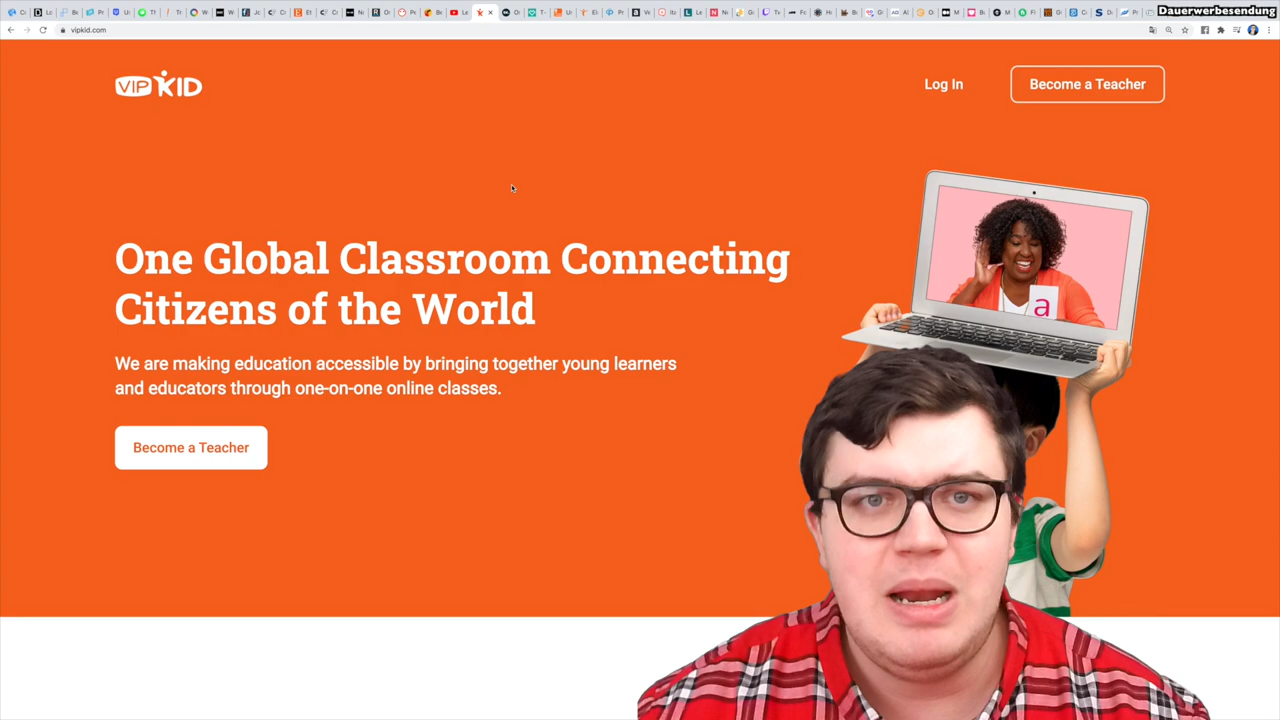 Dauerwerbesendung
vipkid.com
VIPKID
Log In
Become a Teacher
One Global Classroom Connecting
Citizens of the World
We are making education accessible by bringing together young learners
and educators through one-on-one online classes.
Become a Teacher
a